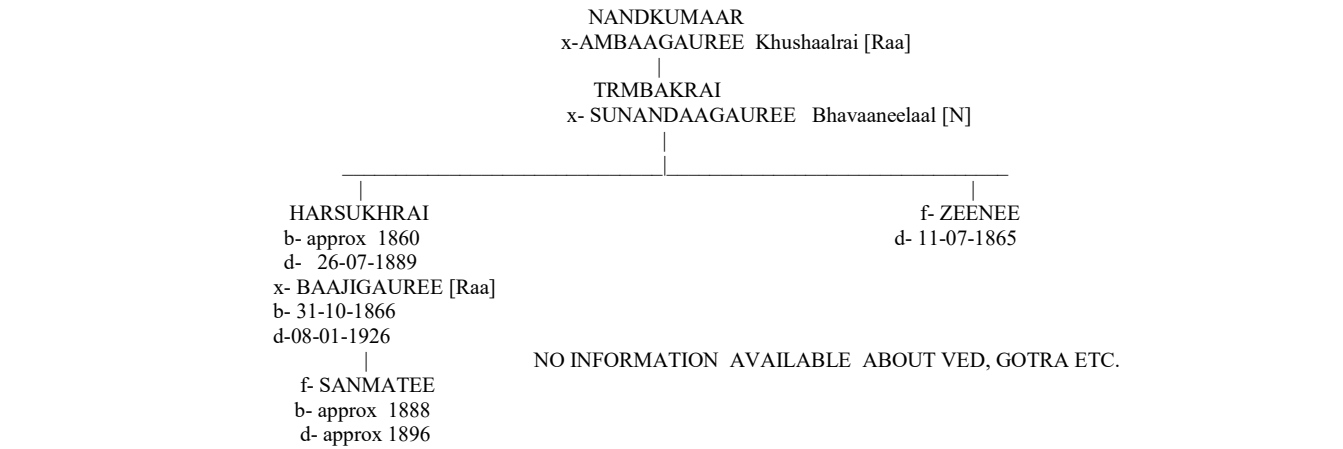 NANDKUMAAR
x-AMBAAGAUREE Khushaalrai [Raa]
TRMBAKRAI
x- SUNANDAAGAUREE Bhavaaneelaal [N]
HARSUKHRAI f- ZEENEE
b- approx 1860 d- 11-07-1865
d- 26-07-1889
x- BAAJIGAUREE [Raa]
b- 31-10-1866
d-08-01-1926
NO INFORMATION AVAILABLE ABOUT VED, GOTRA ETC.
f- SANMATEE
b- approx 1888
d- approx 1896